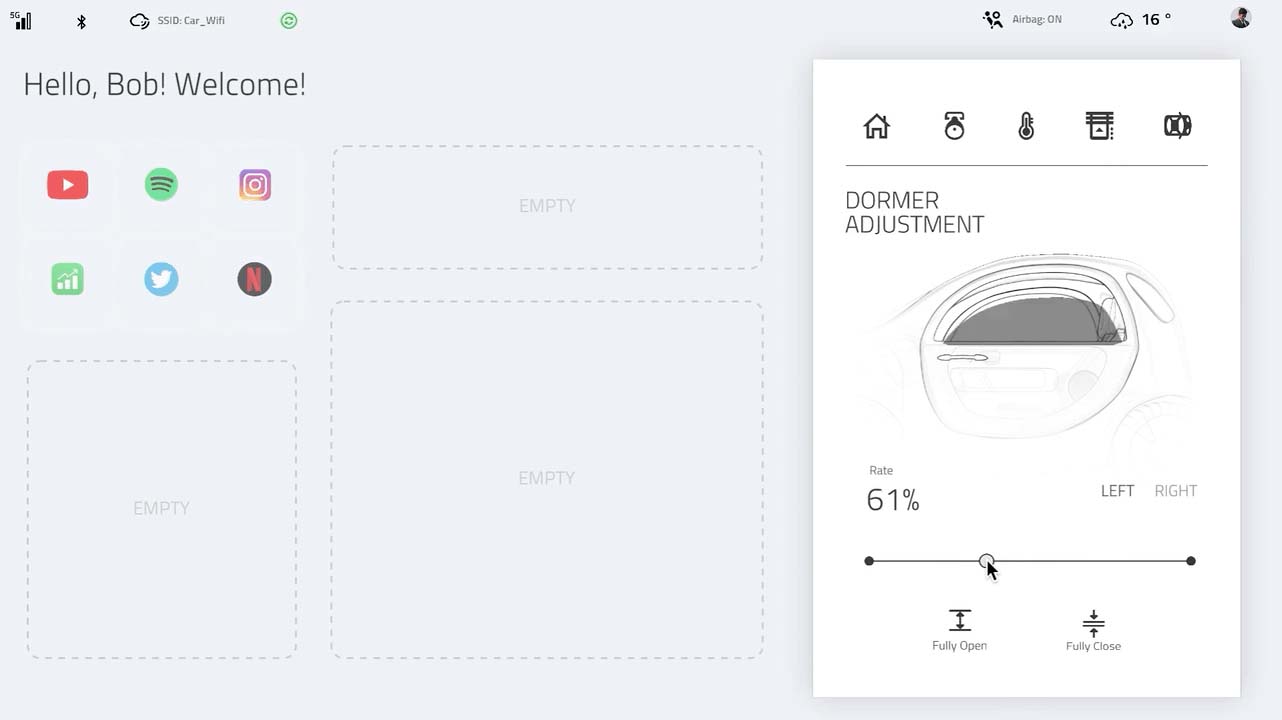 5G
SSID: Car_Wifi
Airbag: ON
16 °
Hello, Bob! Welcome!
EMPTY
EMPTY
EMPTY
DORMER
ADJUSTMENT
Rate
61%
LEFT RIGHT
Fully Open
Fully Close